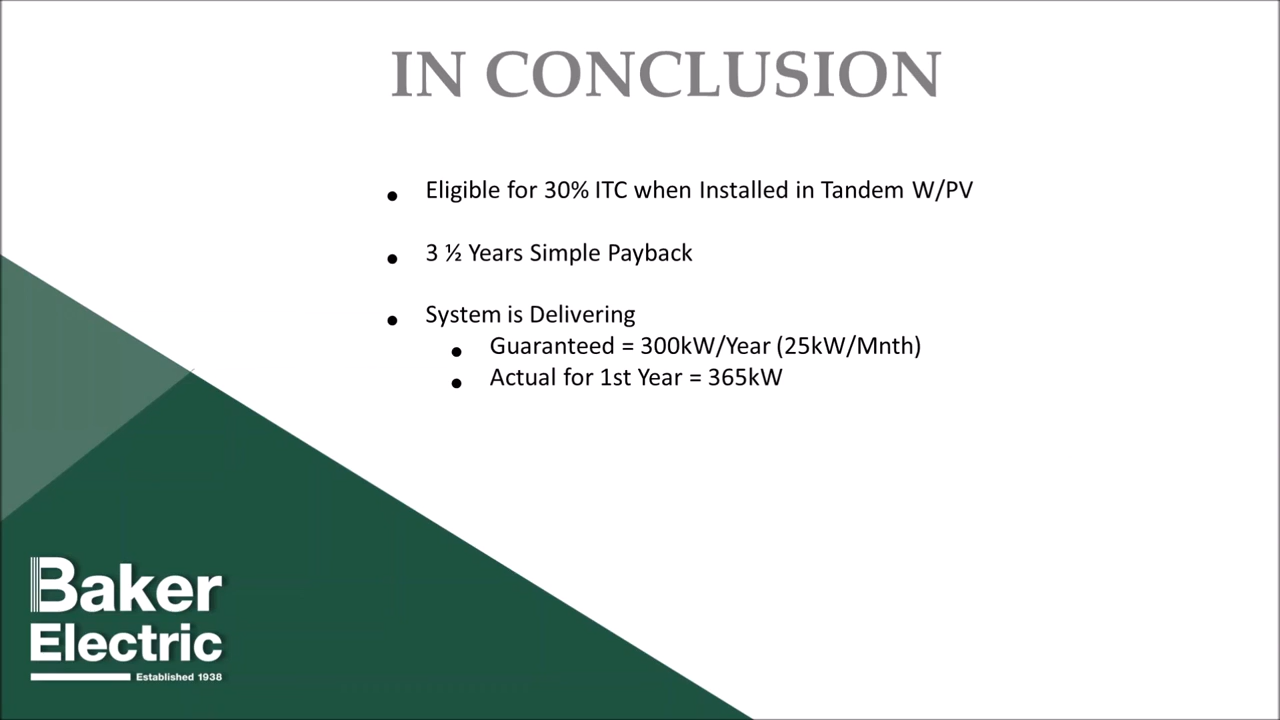 IN CONCLUSION
• Eligible for 30% ITC when Installed in Tandem W/PV
• 3 ½ Years Simple Payback
• System is Delivering
• Guaranteed = 300kW/Year (25kW/Mnth)
• Actual for 1st Year = 365kW
Baker
Electric
Established 1938